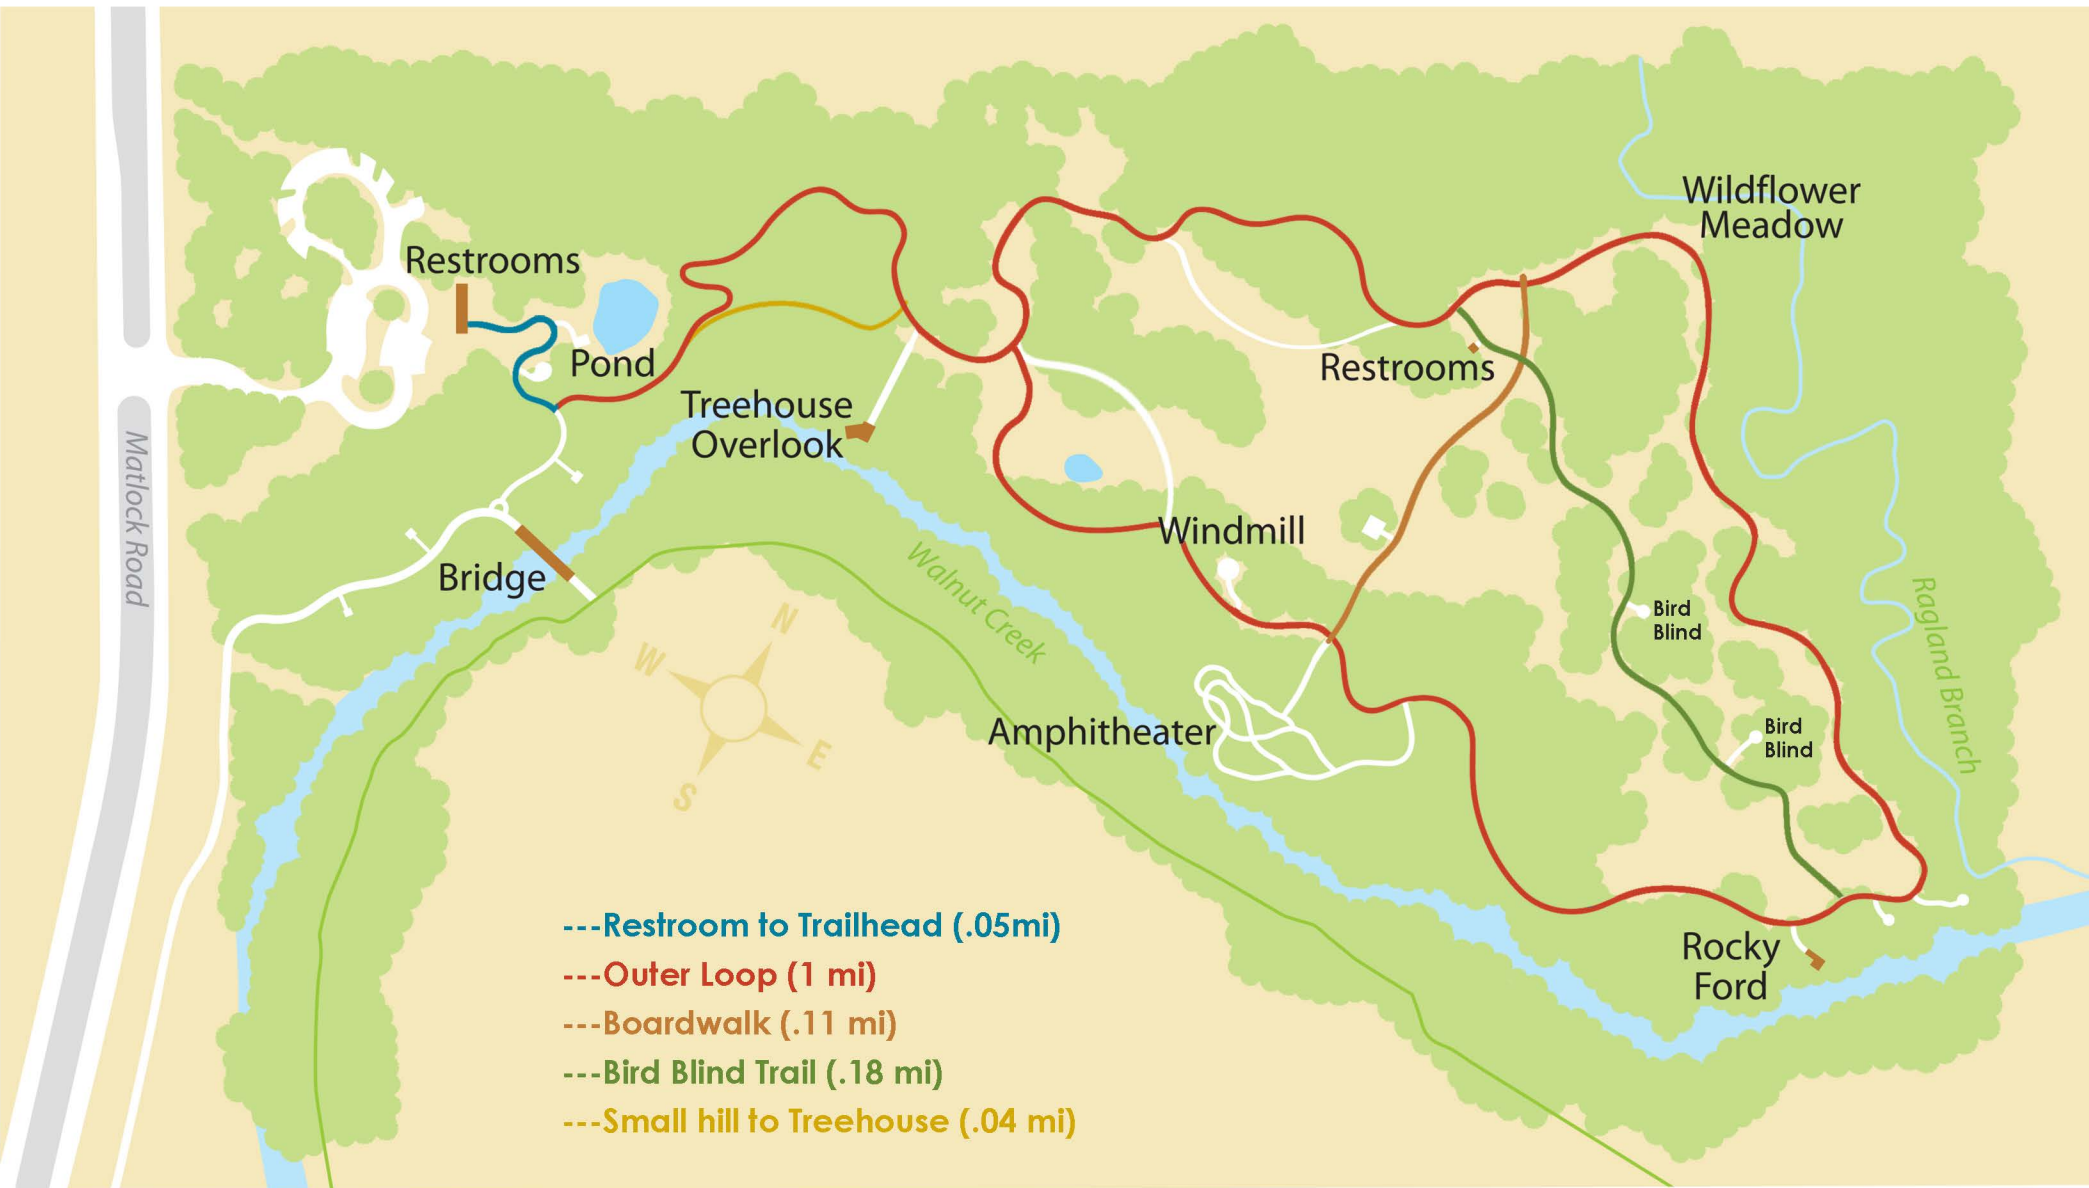 Wildflower
Meadow
Restrooms
Pond
Restrooms
Treehouse
Overlook
Matlock Road
Windmill
Bridge
Walnut Creek
Bird
Blind
Ragland Branch
N
W
E
S
Amphitheater
Bird
Blind
Rocky
Ford
---Restroom to Trailhead (.05mi)
---Outer Loop (1 mi)
---Boardwalk (.11 mi)
---Bird Blind Trail (.18 mi)
---Small hill to Treehouse (.04 mi)